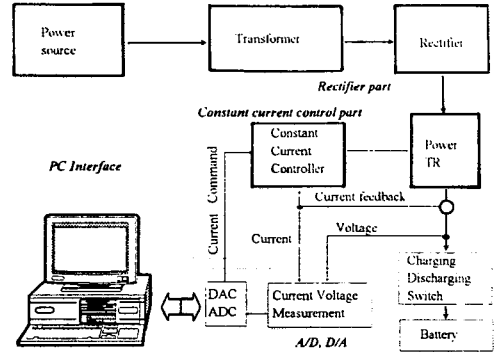 Power
source
Transformer
Rectifier
Rectifier part
Constant current control part
Constant
Current
Controller
Power
TR
PC Interface
Current Command
Current feedback
Current
Voltage
Charging
Discharging
Switch
DAC
ADC
Current Voltage
Measurement
Battery
A/D, D/A